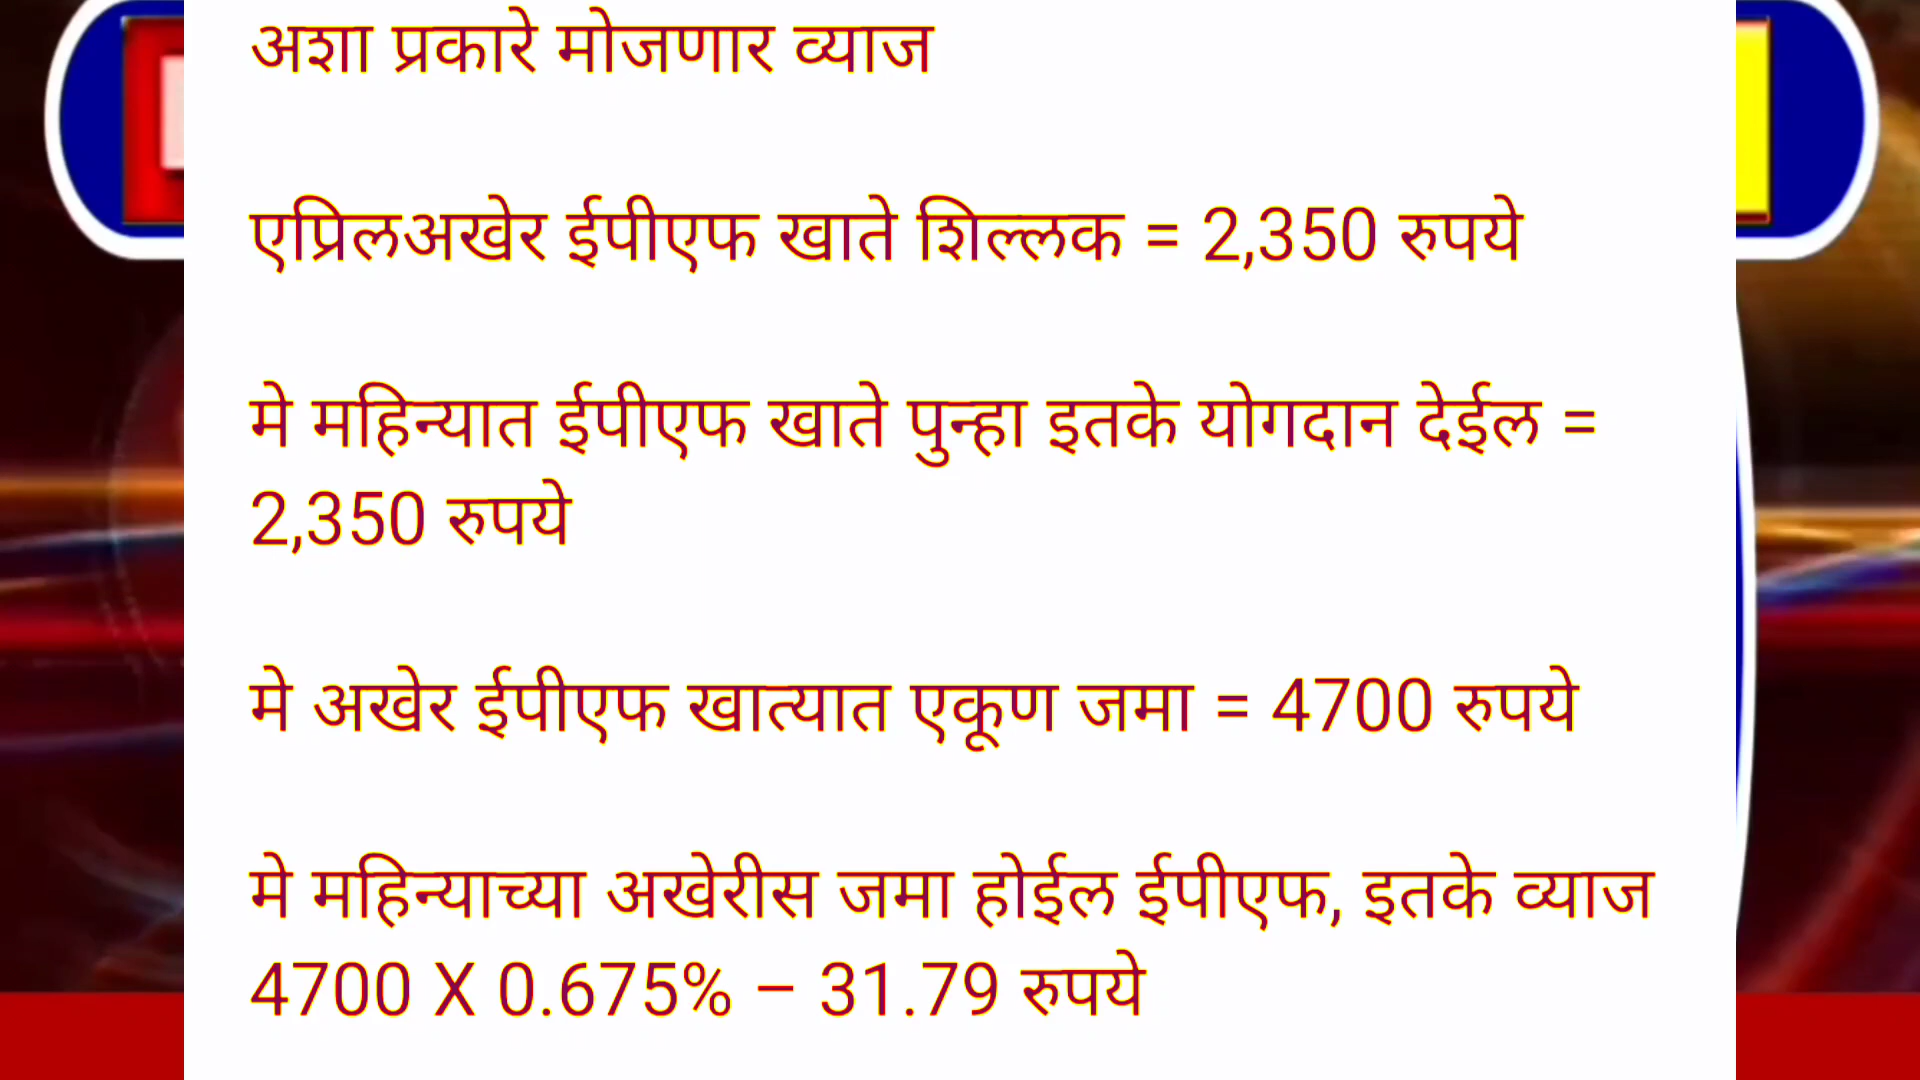 अशा प्रकारे मोजणार व्याज
एप्रिलअखेर ईपीएफ खाते शिल्लक = 2,350 रुपये
मे महिन्यात ईपीएफ खाते पुन्हा इतके योगदान देईल =
2,350 रुपये
मे अखेर ईपीएफ खात्यात एकूण जमा = 4700 रुपये
मे महिन्याच्या अखेरीस जमा होईल ईपीएफ, इतके व्याज
4700 X 0.675% – 31.79 रुपये